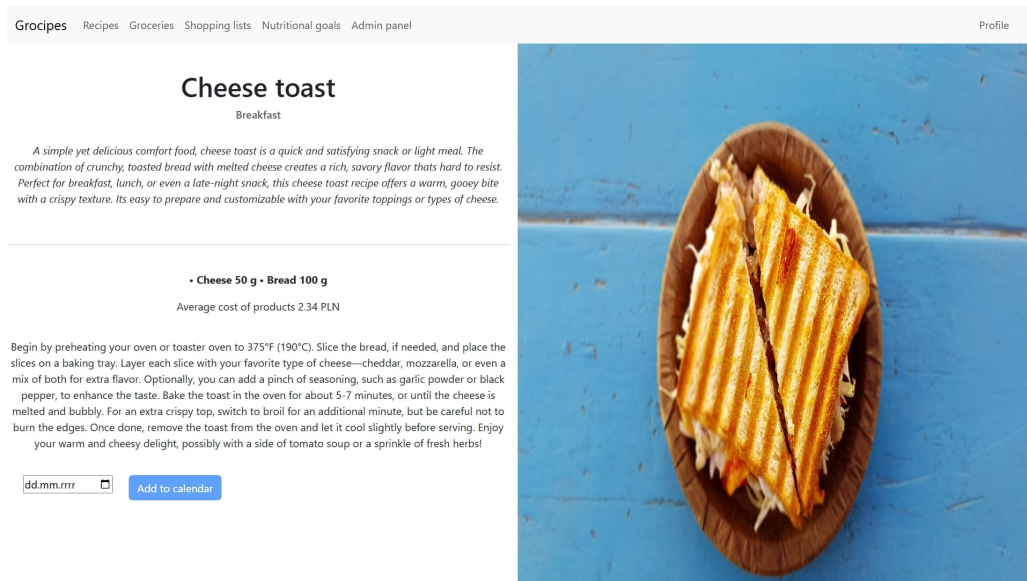 Grocipes Recipes Groceries Shopping lists Nutritional goals Admin panel Profile
Cheese toast
Breakfast
A simple yet delicious comfort food, cheese toast is a quick and satisfying snack or light meal. The
combination of crunchy, toasted bread with melted cheese creates a rich, savory flavor thats hard to resist.
Perfect for breakfast, lunch, or even a late-night snack, this cheese toast recipe offers a warm, gooey bite
with a crispy texture. Its easy to prepare and customizable with your favorite toppings or types of cheese.
• Cheese 50 g • Bread 100 g
Average cost of products 2.34 PLN
Begin by preheating your oven or toaster oven to 375°F (190°C). Slice the bread, if needed, and place the
slices on a baking tray. Layer each slice with your favorite type of cheese—cheddar, mozzarella, or even a
mix of both for extra flavor. Optionally, you can add a pinch of seasoning, such as garlic powder or black
pepper, to enhance the taste. Bake the toast in the oven for about 5-7 minutes, or until the cheese is
melted and bubbly. For an extra crispy top, switch to broil for an additional minute, but be careful not to
burn the edges. Once done, remove the toast from the oven and let it cool slightly before serving. Enjoy
your warm and cheesy delight, possibly with a side of tomato soup or a sprinkle of fresh herbs!
dd.mm.rrrr Add to calendar